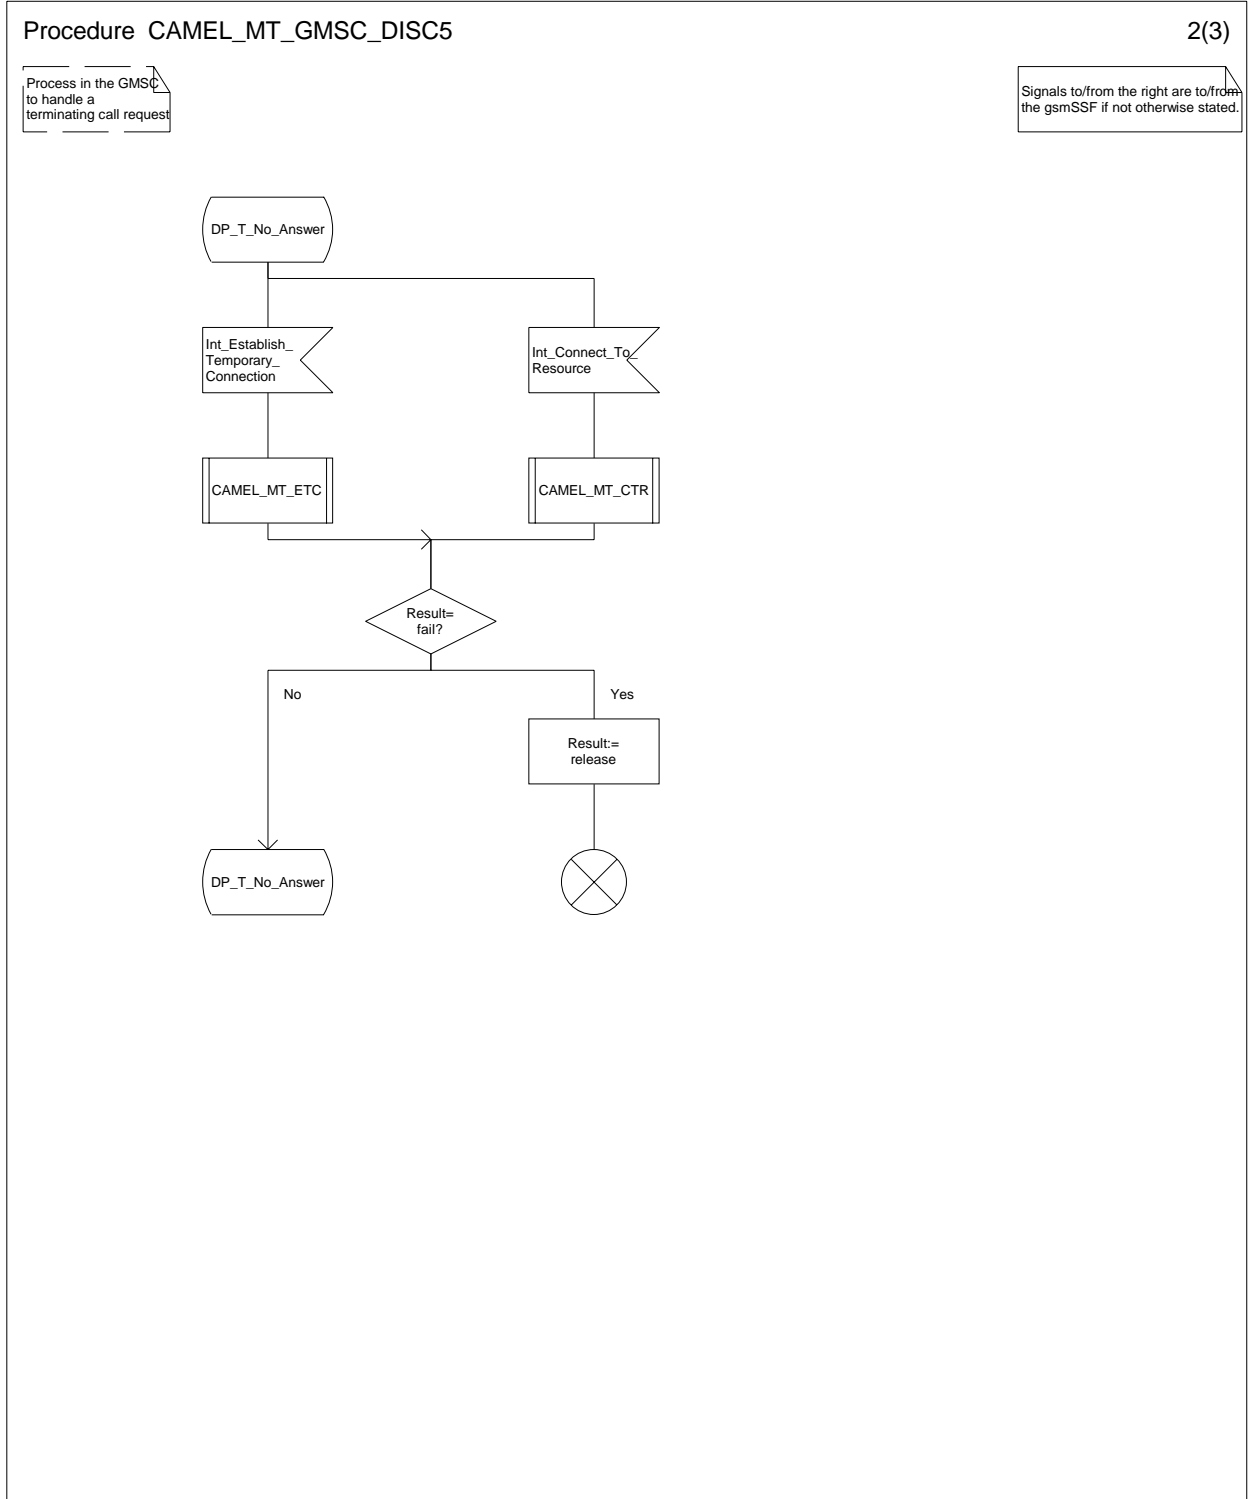 Procedure CAMEL_MT_GMSC_DISC5
2(3)
Process in the GMSC
to handle a
terminating call request
Signals to/from the right are to/from
the gsmSSF if not otherwise stated.
DP_T_No_Answer
Int_Establish_
Temporary_
Connection
Int_Connect_To_
Resource
CAMEL_MT_ETC
CAMEL_MT_CTR
Result=
fail?
No
Yes
Result:=
release
DP_T_No_Answer